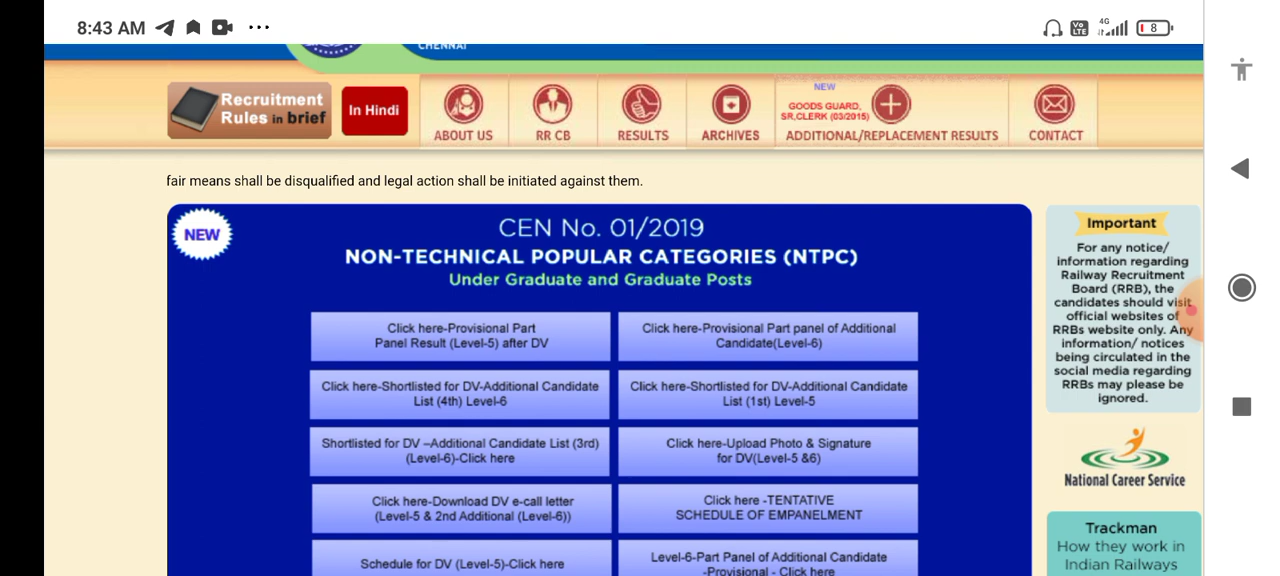 8:43 AM
Vo LTE
4G
8
CHENNAI
Recruitment
Rules in brief
In Hindi
ABOUT US
RR CB
RESULTS
ARCHIVES
NEW
GOODS GUARD,
SR,CLERK (03/2015)
ADDITIONAL/REPLACEMENT RESULTS
CONTACT
fair means shall be disqualified and legal action shall be initiated against them.
NEW
CEN No. 01/2019
NON-TECHNICAL POPULAR CATEGORIES (NTPC)
Under Graduate and Graduate Posts
Click here-Provisional Part
Panel Result (Level-5) after DV
Click here-Provisional Part panel of Additional
Candidate(Level-6)
Click here-Shortlisted for DV-Additional Candidate
List (4th) Level-6
Click here-Shortlisted for DV-Additional Candidate
List (1st) Level-5
Shortlisted for DV –Additional Candidate List (3rd)
(Level-6)-Click here
Click here-Upload Photo & Signature
for DV(Level-5 &6)
Click here-Download DV e-call letter
(Level-5 & 2nd Additional (Level-6))
Click here -TENTATIVE
SCHEDULE OF EMPANELMENT
Schedule for DV (Level-5)-Click here
Level-6-Part Panel of Additional Candidate
-Provisional - Click here
Important
For any notice/
information regarding
Railway Recruitment
Board (RRB), the
candidates should visit
official websites of
RRBs website only. Any
information/ notices
being circulated in the
social media regarding
RRBs may please be
ignored.
National Career Service
Trackman
How they work in
Indian Railways